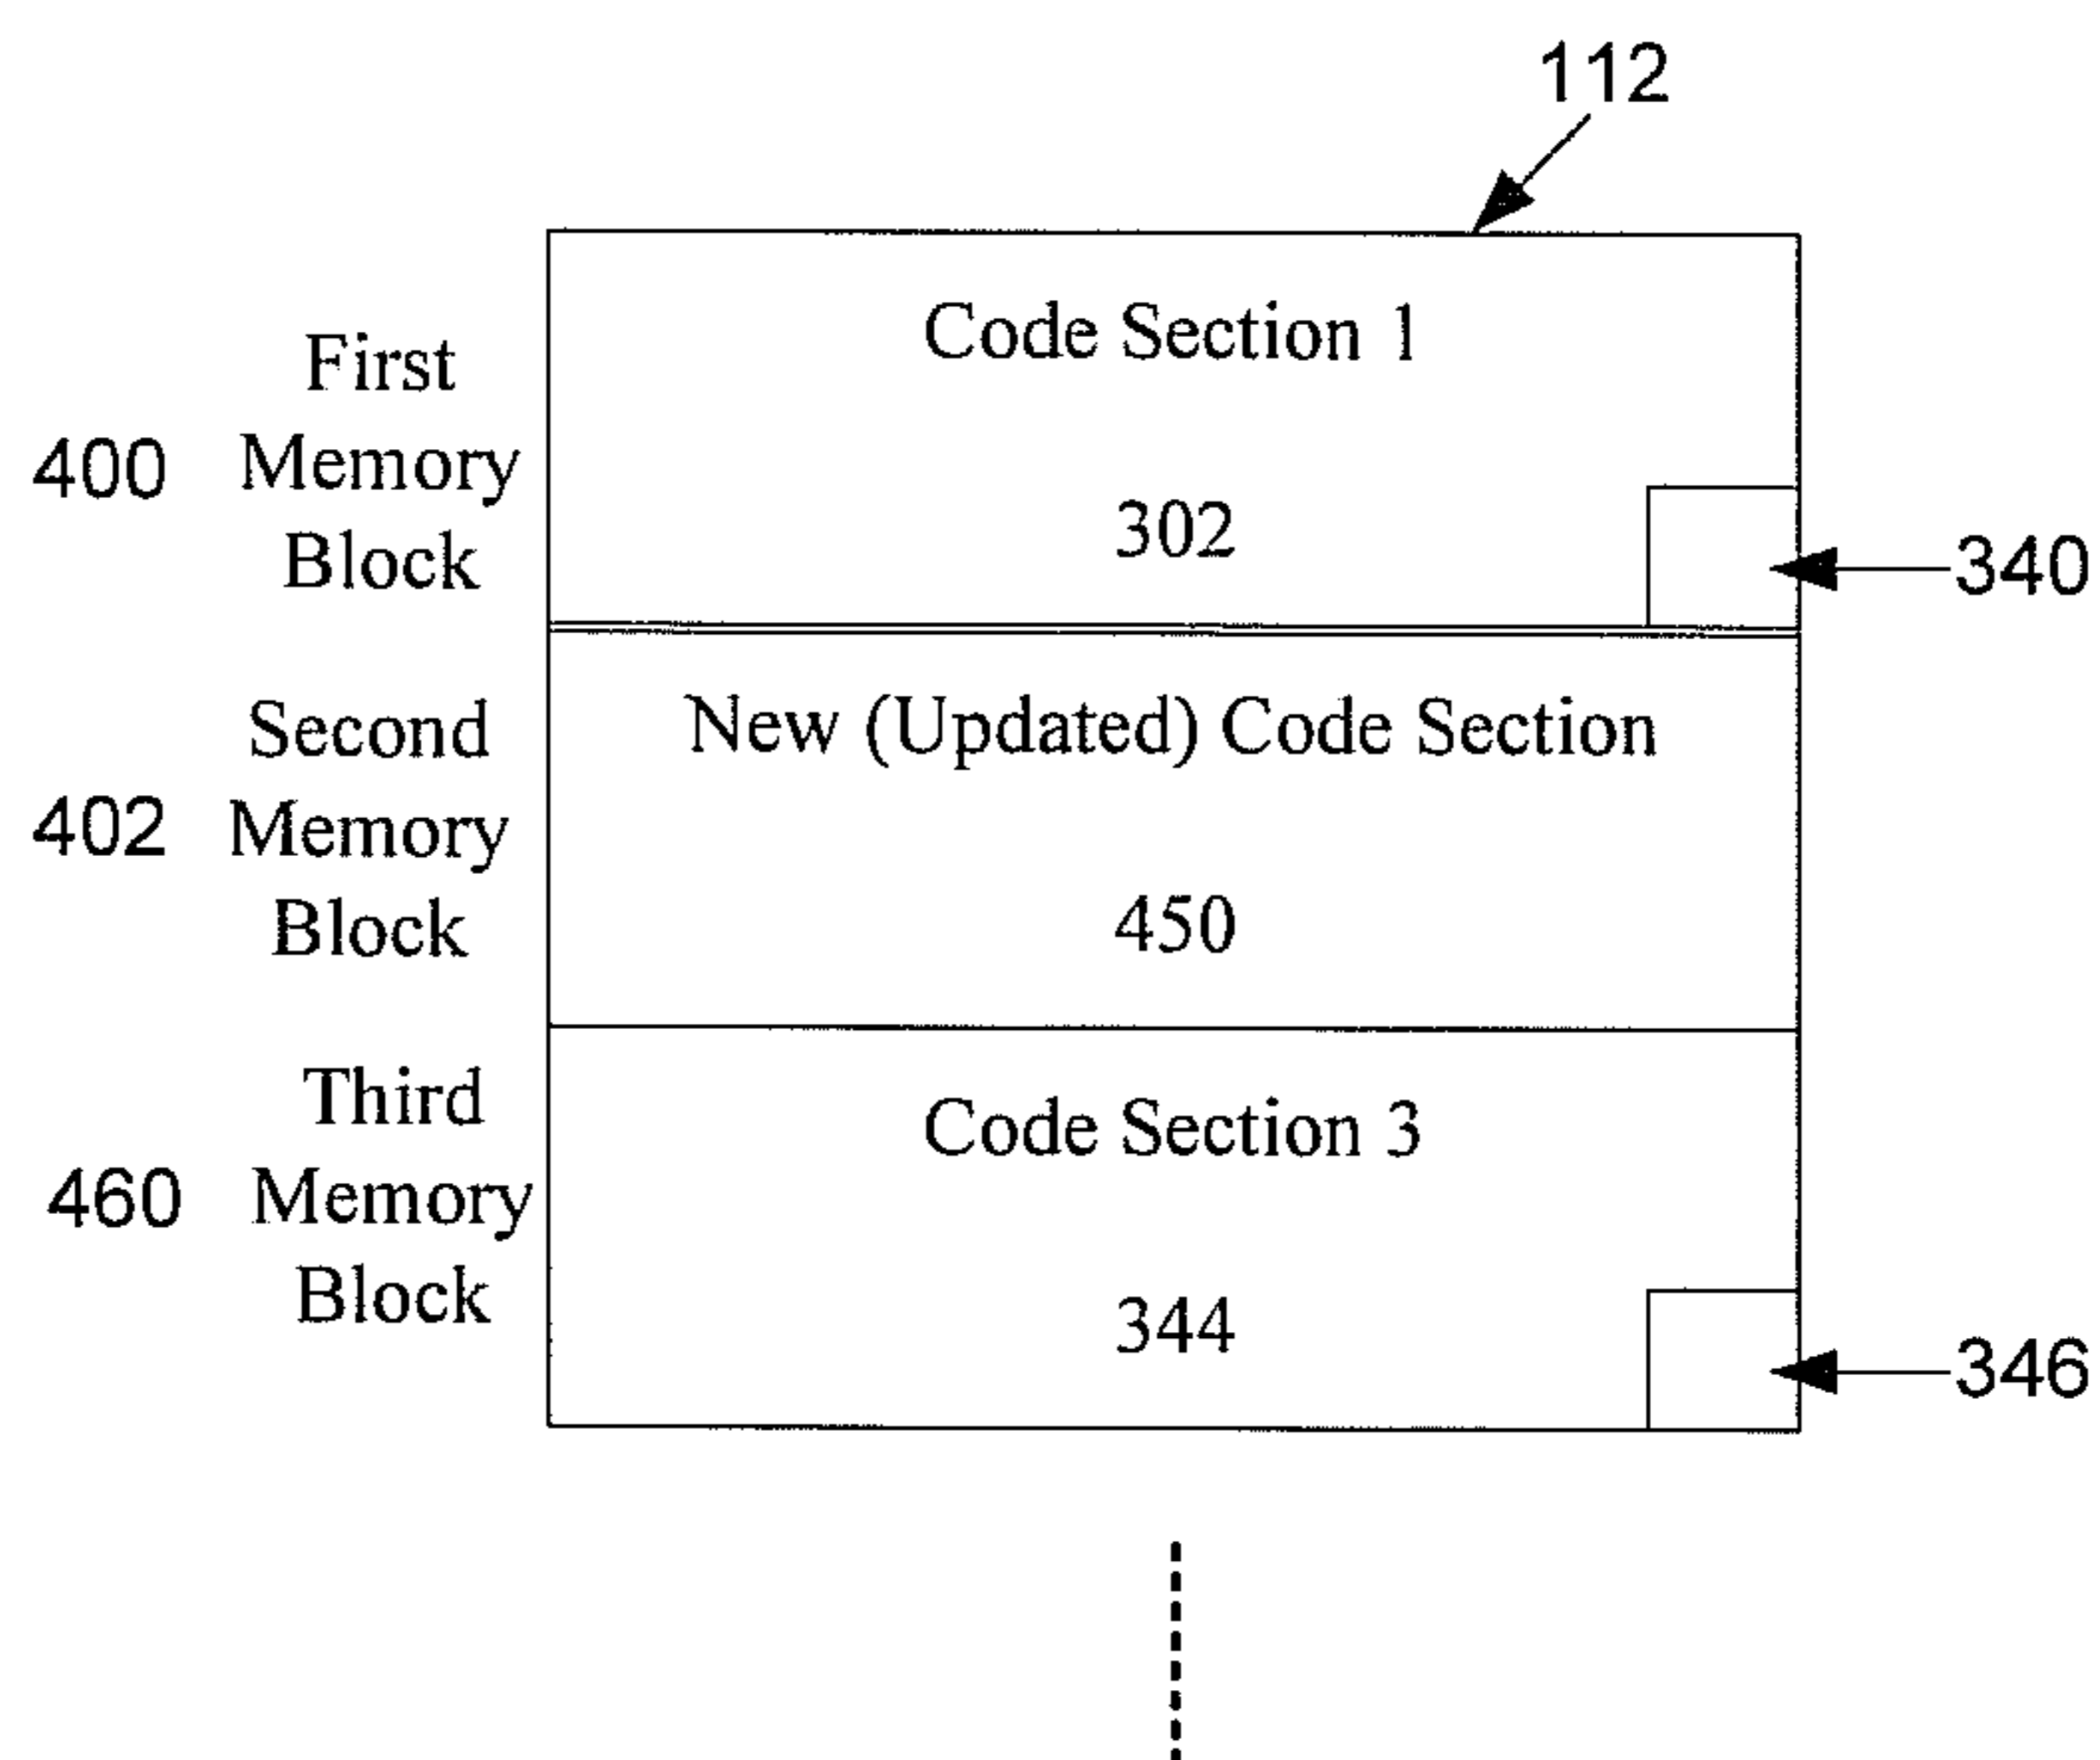 112
Code Section 1
First
400 Memory
Block
302
340
New (Updated) Code Section
Second
402 Memory
Block
450
Third
Code Section 3
460 Memory
Block
344
346